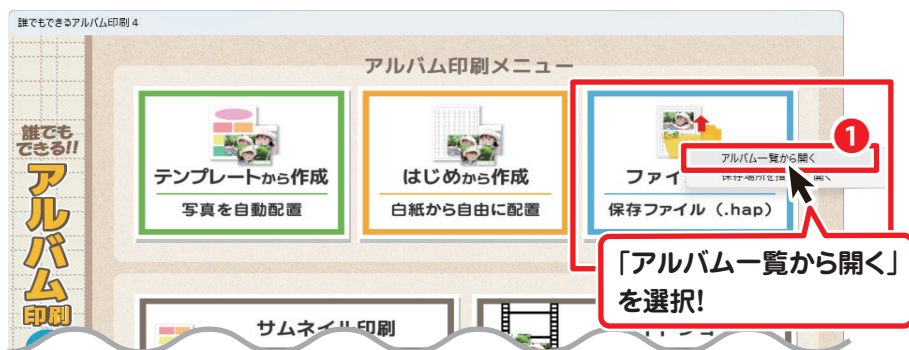 誰でもできるアルバム印刷 4
アルバム印刷メニュー
誰でも
できる!!
アルバム
印刷
テンプレートから作成
写真を自動配置
はじめから作成
白紙から自由に配置
ファイ
保存ファイル (.hap)
1
アルバム一覧から開く
「アルバム一覧から開く」
を選択!
サムネイル印刷